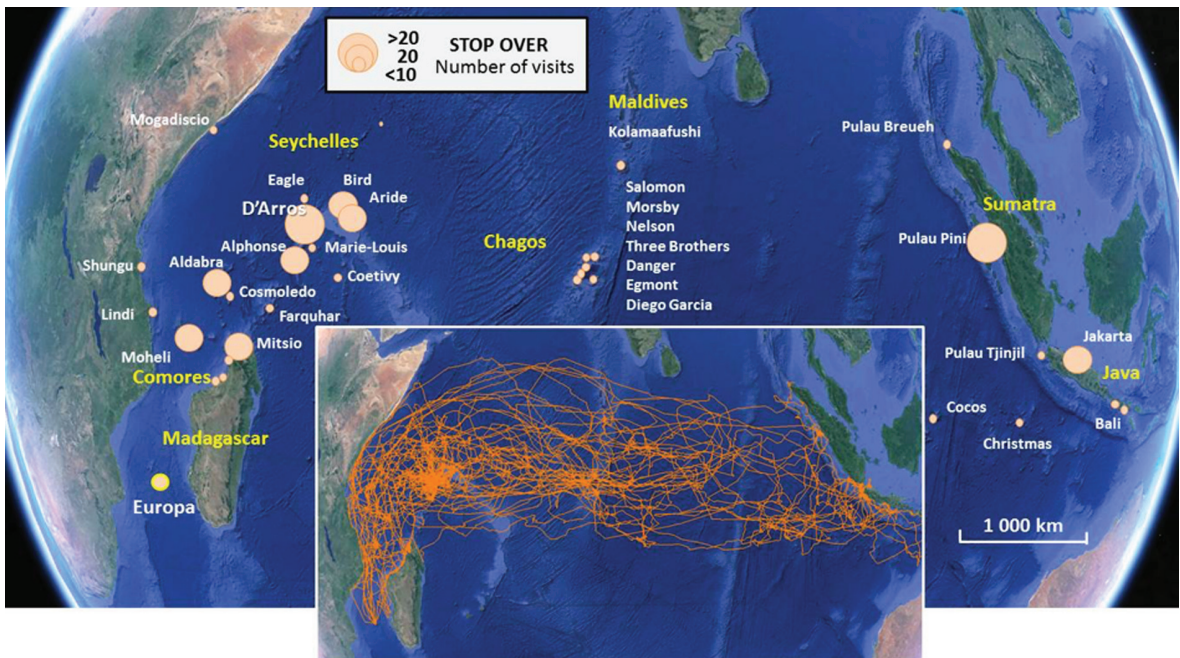 >20
20
<10
STOP OVER
Number of visits
Mogadiscio
Seychelles
Eagle
Bird
Aride
D'Arros
Alphonse
Marie-Louis
Shungu
Aldabra
Coetivy
Cosmoledo
Lindi
Farquhar
Moheli
Mitsio
Comores
Madagascar
Europa
Maldives
Kolamaafushi
Chagos
Salomon
Morsby
Nelson
Three Brothers
Danger
Egmont
Diego Garcia
Pulau Breueh
Sumatra
Pulau Pini
Jakarta
Pulau Tjinjil
Java
Cocos
Christmas
Bali
1 000 km